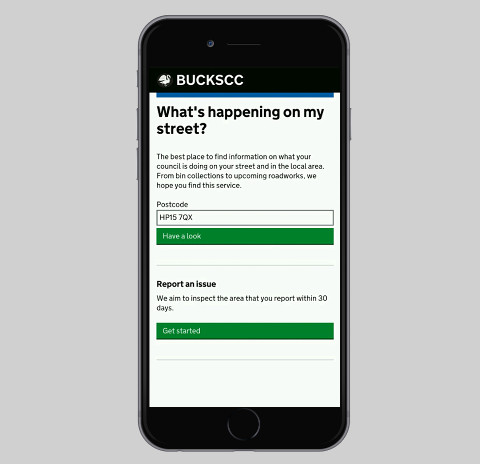 BUCKSCC
What's happening on my
street?
The best place to find information on what your
council is doing on your street and in the local area.
From bin collections to upcoming roadworks, we
hope you find this service.
Postcode
HP15 7QX
Have a look
Report an issue
We aim to inspect the area that you report within 30
days.
Get started